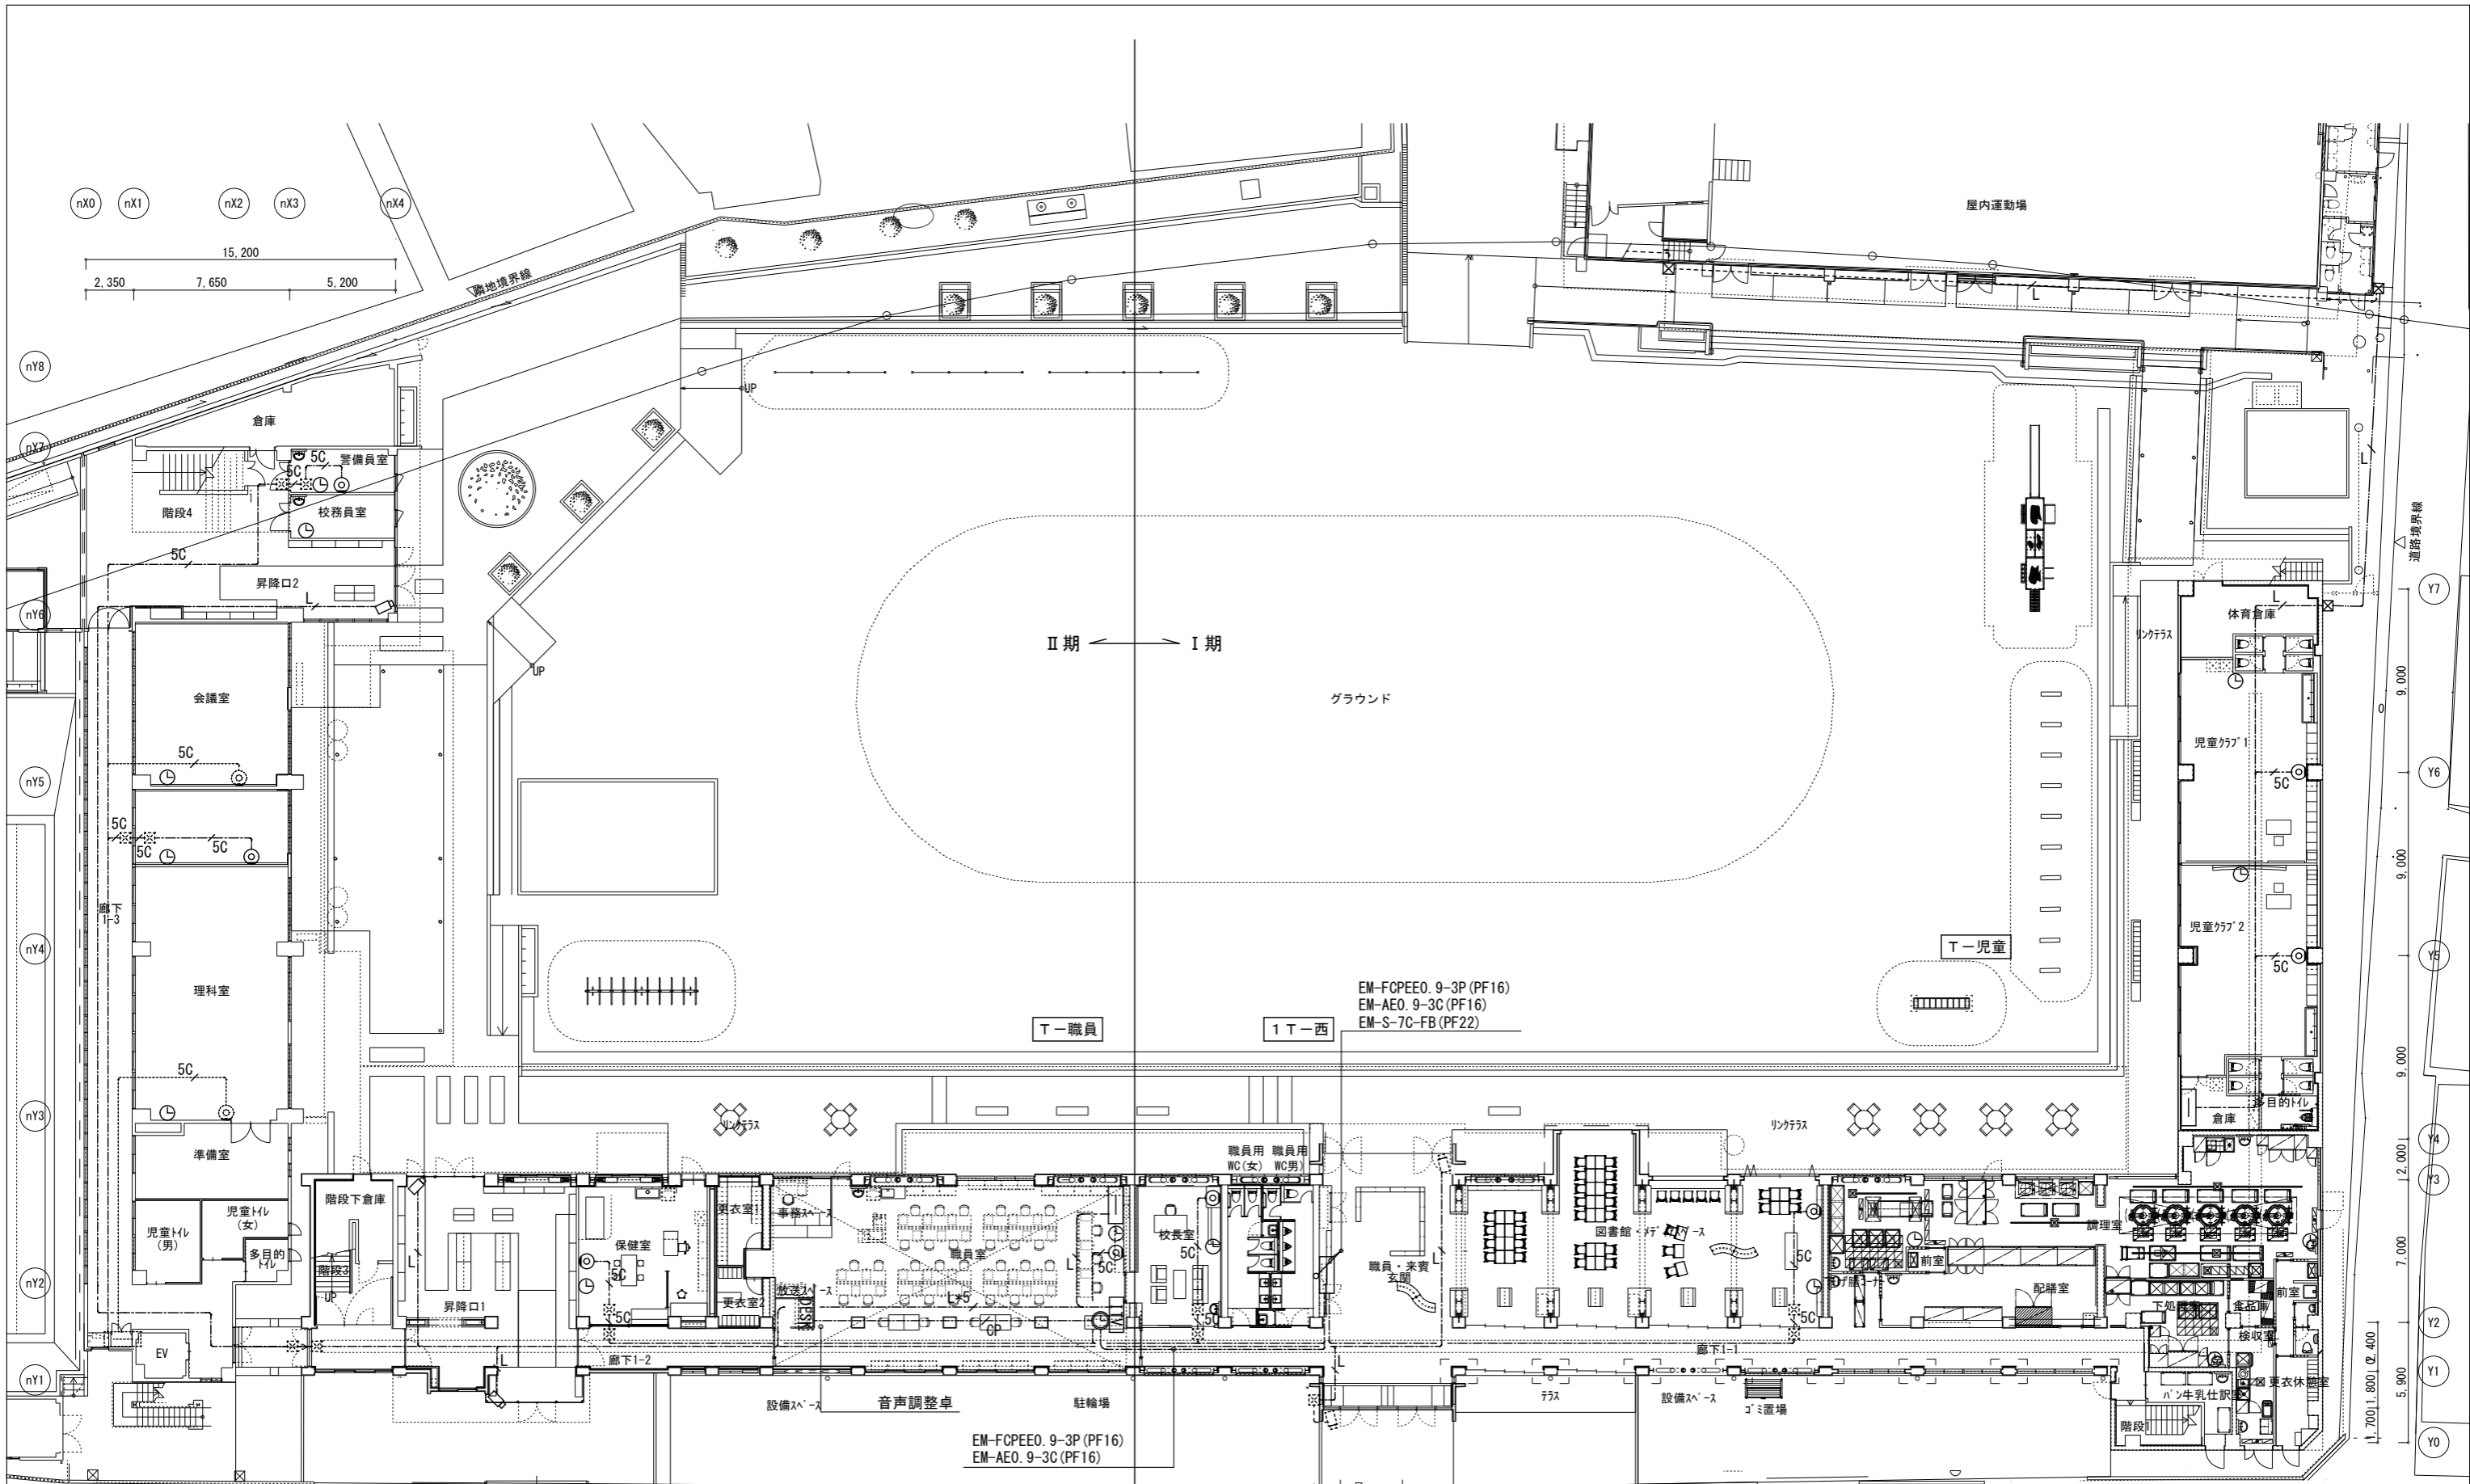 屋内運動場
nX0 nX1 nX2 nX3 nX4
15,200
2,350 7,650 5,200
隣地境界線
nY8
UP
倉庫
nY7
5C
警備員室
5C
階段4
校務員室
L
L
道路境界線
5C
昇降口2
L
nY6
L
体育倉庫
Y7
リンクテラス
Ⅱ期
Ⅰ期
UP
会議室
グラウンド
9,000
児童クラブ1
5C
nY5
5C
Y6
5C
5C
5C
9,000
廊下
1-3
児童クラブ2
T-児童
nY4
5C
Y5
理科室
EM-FCPEE0.9-3P(PF16)
EM-AE0.9-3C(PF16)
EM-S-7C-FB(PF22)
T-職員
1T-西
9,000
5C
nY3
リンクテラス
リンクテラス
多目的トイレ
倉庫
Y4
準備室
職員用
WC(女)
職員用
WC(男)
2,000
Y3
階段下倉庫
児童トイレ
(女)
児童トイレ
(男)
多目的
トイレ
更衣室1
事務スペース
校長室
調理室
図書館・メディアスペース
保健室
職員室
L
5C
5C
L
5C
職員・来賓
玄関
L
前室
7,000
nY2
階段3
UP
昇降口1
5C
更衣室2
放送スペース
DESK
L*5
CP
配膳室
下処理室
食品庫
前室
5C
5C
5C
検収室
Y2
EV
L
廊下1-2
L
廊下1-1
2,400
nY1
Y1
設備スペース
音声調整卓
駐輪場
テラス
設備スペース
ゴミ置場
パン牛乳仕訳室
更衣休憩室
1,800
5,900
階段1
1,700
Y0
EM-FCPEE0.9-3P(PF16)
EM-AE0.9-3C(PF16)